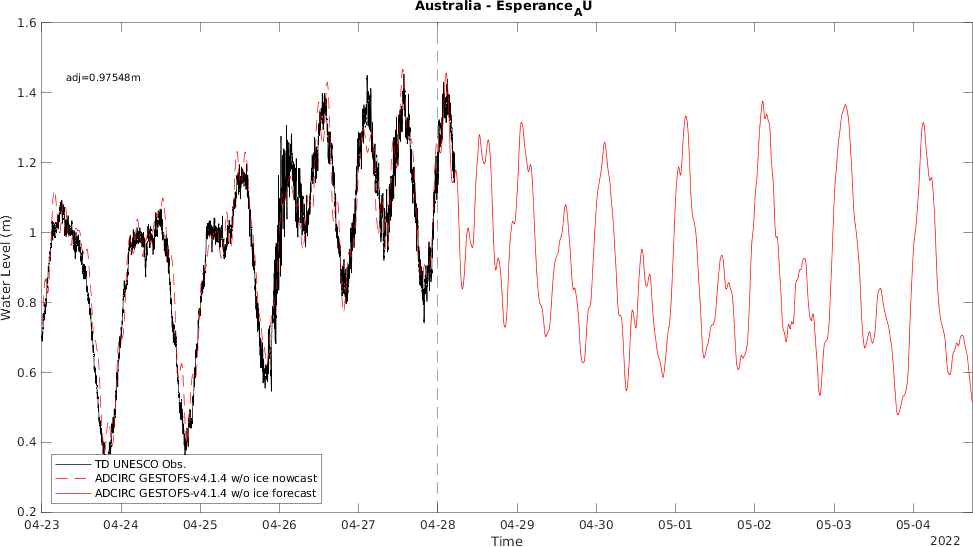 Australia - Esperance_AU
adj=0.97548m
Water Level (m)
1.6
1.4
1.2
1
0.8
0.6
0.4
0.2
TD UNESCO Obs.
ADCIRC GESTOFS-v4.1.4 w/o ice nowcast
ADCIRC GESTOFS-v4.1.4 w/o ice forecast
04-23 04-24 04-25 04-26 04-27 04-28 04-29 04-30 05-01 05-02 05-03 05-04
Time
2022